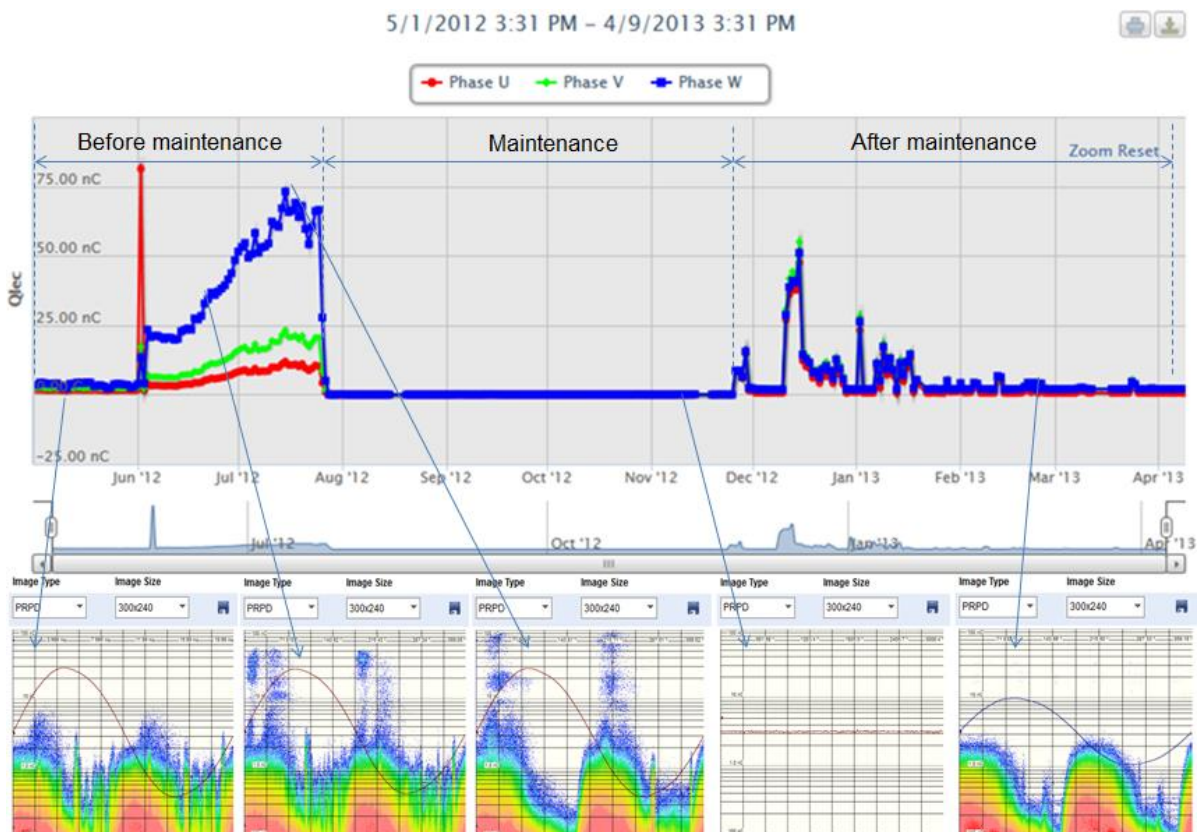 5/1/2012 3:31 PM – 4/9/2013 3:31 PM
Phase U Phase V Phase W
Before maintenance Maintenance After maintenance
Zoom Reset
75.00 nC
50.00 nC
25.00 nC
0.00 nC
-25.00 nC
Qlec
Jun '12 Jul '12 Aug '12 Sep '12 Oct '12 Nov '12 Dec '12 Jan '13 Feb '13 Mar '13 Apr '13
Jul '12 Oct '12 Jan '13 Apr '13
Image Type Image Size Image Type Image Size Image Type Image Size Image Type Image Size Image Type Image Size
PRPD 300x240 PRPD 300x240 PRPD 300x240 PRPD 300x240 PRPD 300x240